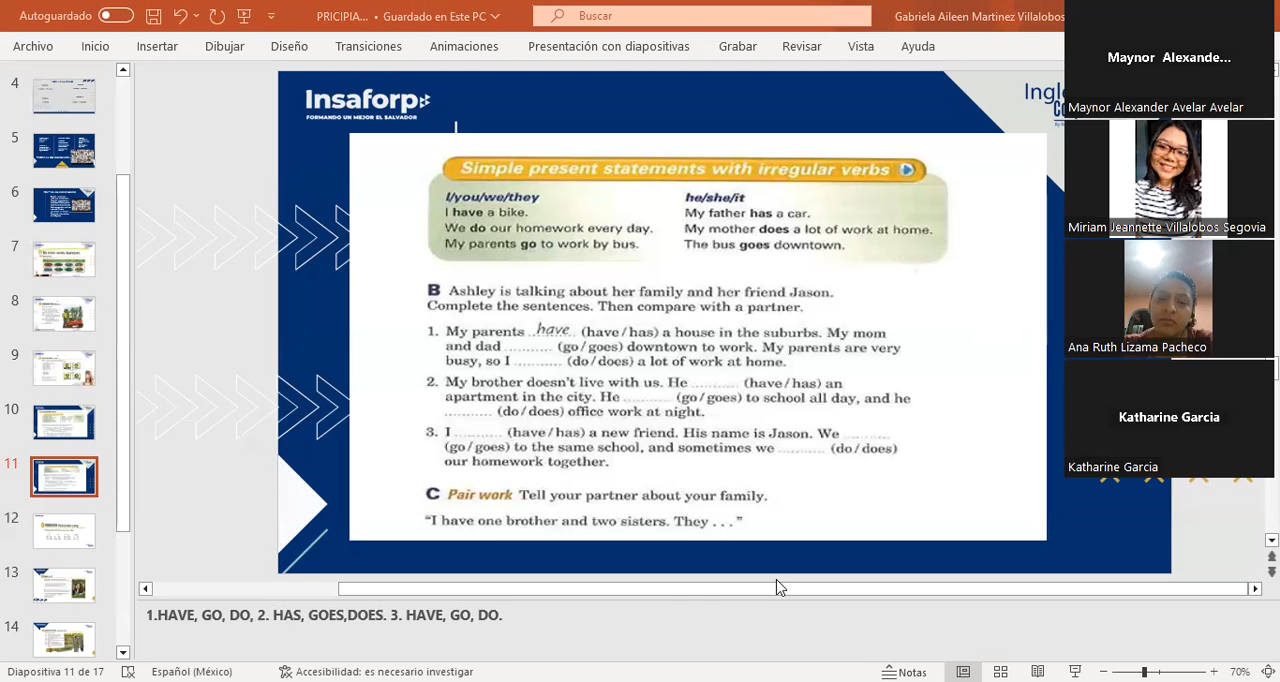 Autoguardado
PRICIPIA... • Guardado en Este PC
Buscar
Gabriela Aileen Martinez Villalobos
Archivo Inicio Insertar Dibujar Diseño Transiciones Animaciones Presentación con diapositivas Grabar Revisar Vista Ayuda
4
5
6
7
8
9
10
11
12
13
14
Insaforp
FORMANDO UN MEJOR EL SALVADOR
Simple present statements with irregular verbs
I/you/we/they
I have a bike.
We do our homework every day.
My parents go to work by bus.
he/she/it
My father has a car.
My mother does a lot of work at home.
The bus goes downtown.
B Ashley is talking about her family and her friend Jason.
Complete the sentences. Then compare with a partner.
1. My parents ..have.. (have/has) a house in the suburbs. My mom
and dad .......... (go/goes) downtown to work. My parents are very
busy, so I .......... (do/does) a lot of work at home.
2. My brother doesn't live with us. He .......... (have/has) an
apartment in the city. He .......... (go/goes) to school all day, and he
.......... (do/does) office work at night.
3. I .......... (have/has) a new friend. His name is Jason. We ..........
(go/goes) to the same school, and sometimes we .......... (do/does)
our homework together.
C Pair work Tell your partner about your family.
"I have one brother and two sisters. They . . . "
Maynor Alexande...
Maynor Alexander Avelar Avelar
Miriam Jeannette Villalobos Segovia
Ana Ruth Lizama Pacheco
Katharine Garcia
Katharine Garcia
1.HAVE, GO, DO, 2. HAS, GOES,DOES. 3. HAVE, GO, DO.
Diapositiva 11 de 17
Español (México)
Accesibilidad: es necesario investigar
Notas
70%